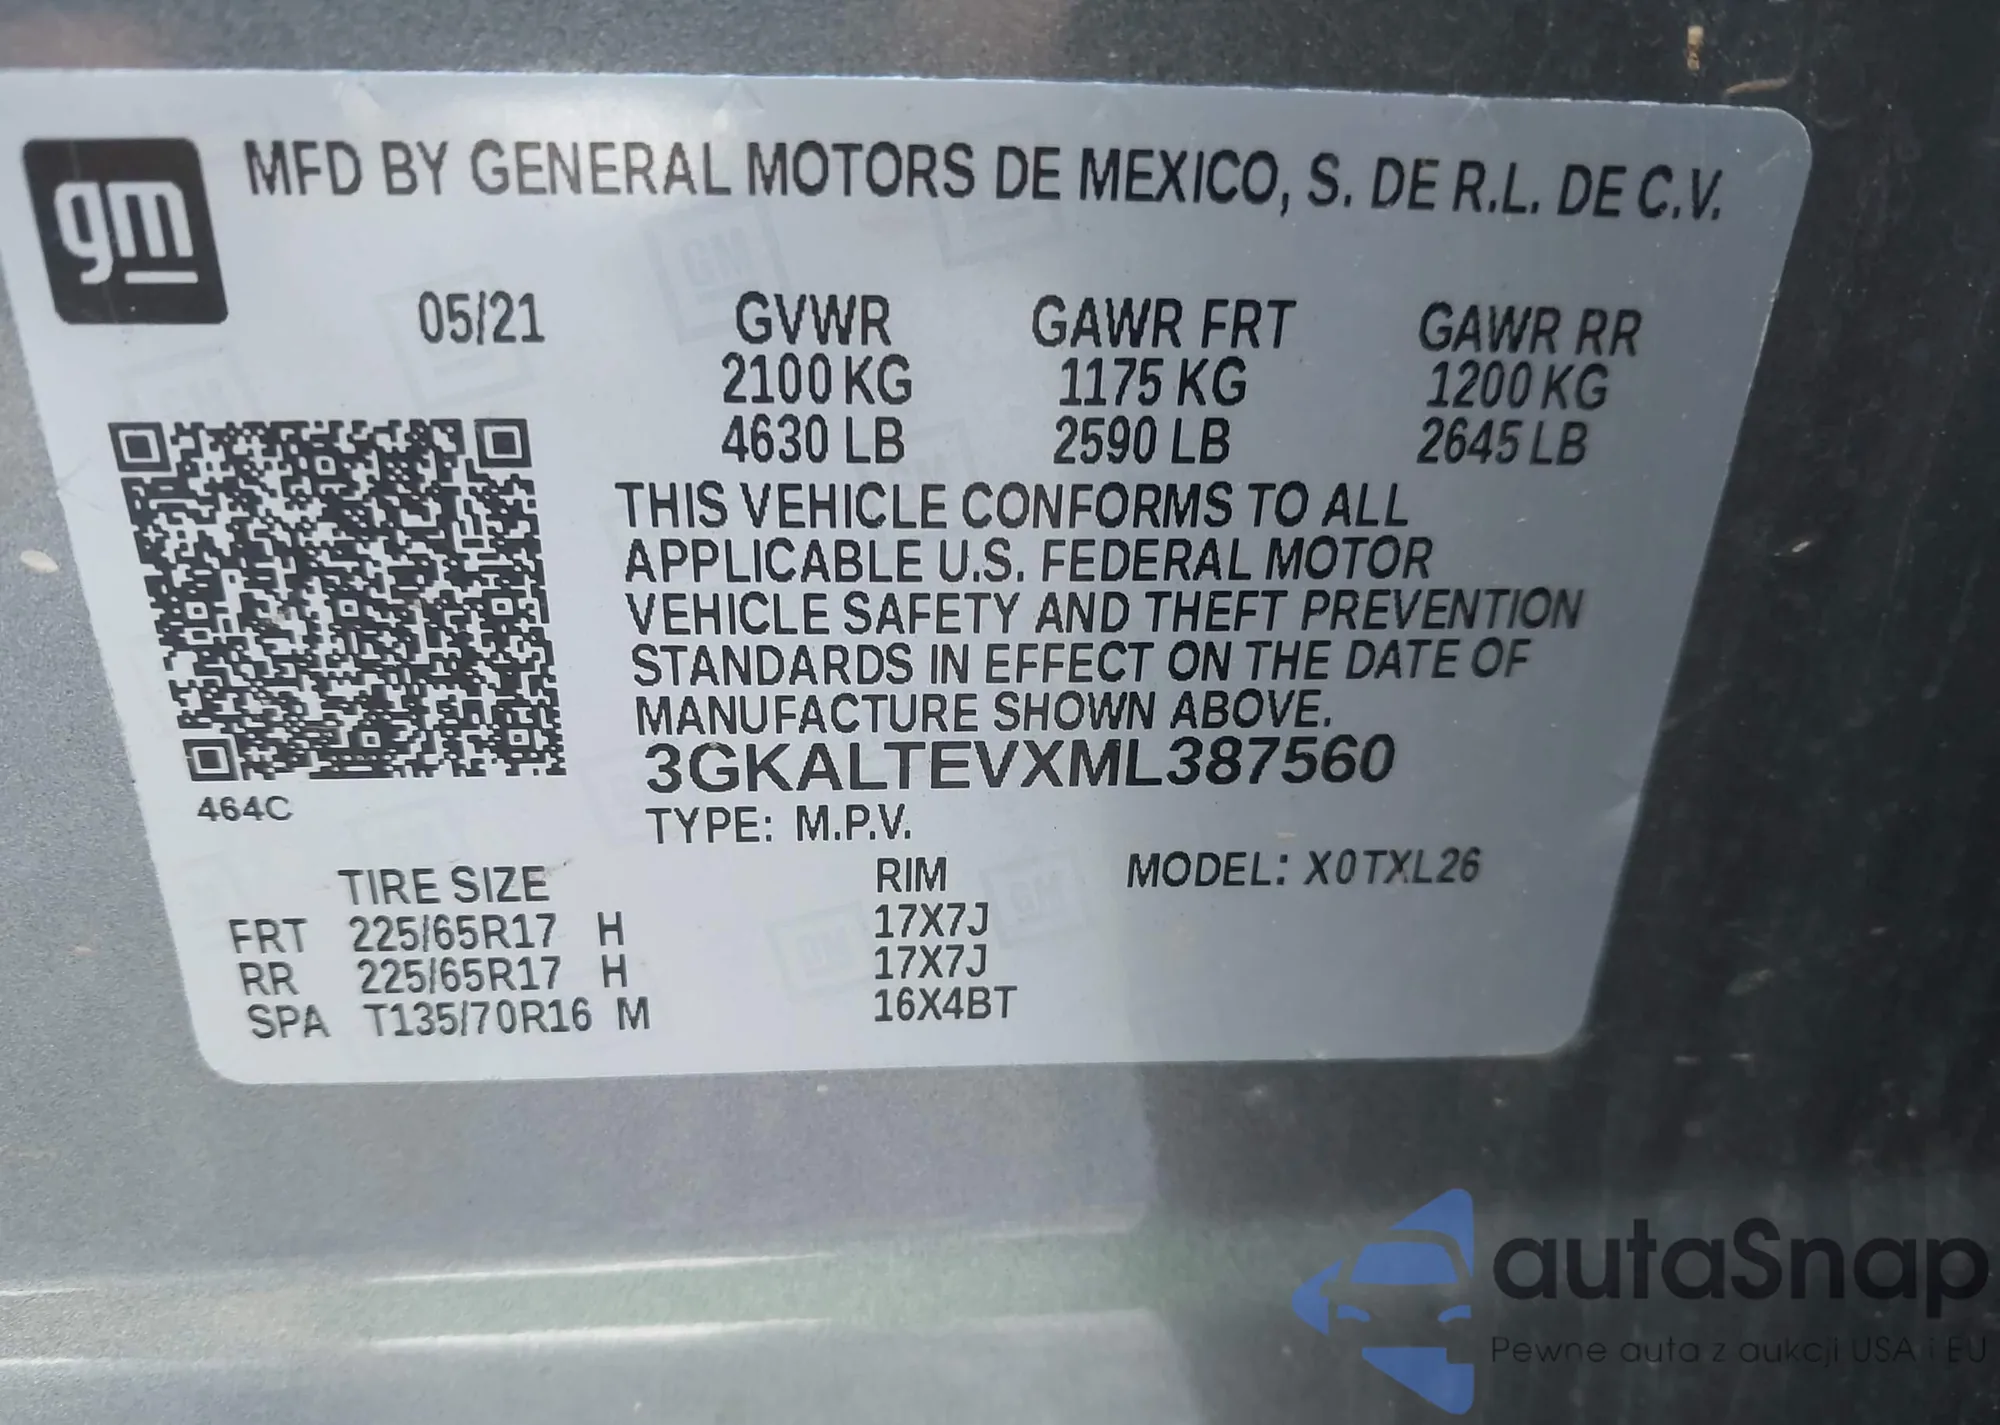 gm
MFD BY GENERAL MOTORS DE MEXICO, S. DE R.L. DE C.V.
05/21 GVWR GAWR FRT GAWR RR
2100 KG 1175 KG 1200 KG
4630 LB 2590 LB 2645 LB
THIS VEHICLE CONFORMS TO ALL
APPLICABLE U.S. FEDERAL MOTOR
VEHICLE SAFETY AND THEFT PREVENTION
STANDARDS IN EFFECT ON THE DATE OF
MANUFACTURE SHOWN ABOVE.
3GKALTEVXML387560
464C
TYPE: M.P.V.
TIRE SIZE RIM MODEL: X0TXL26
FRT 225/65R17 H 17X7J
RR 225/65R17 H 17X7J
SPA T135/70R16 M 16X4BT
autaSnap
Pewne auta z aukcji USA i EU